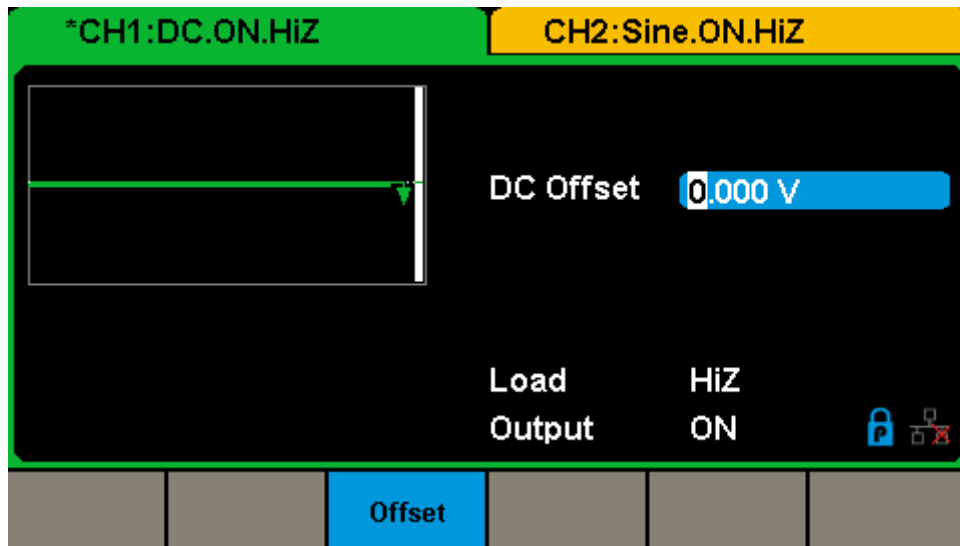 *CH1:DC.ON.HiZ
CH2:Sine.ON.HiZ
DC Offset 0.000 V
Load HiZ
Output ON
P
Offset